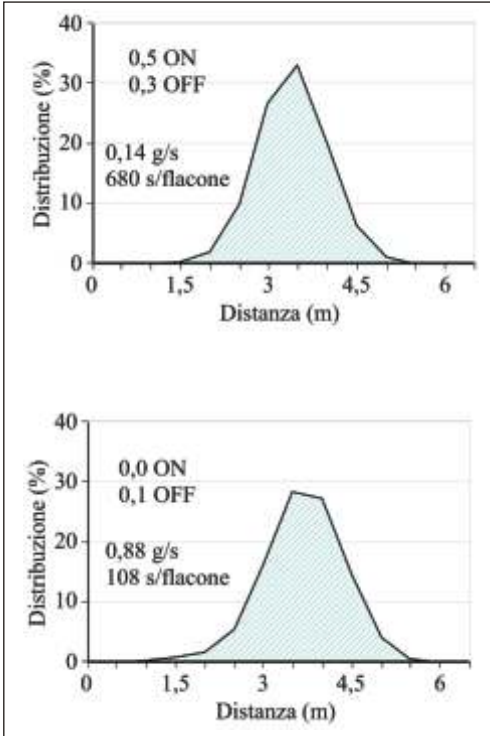 40
0,5 ON
0,3 OFF
30
20
0,14 g/s
680 s/flacone
10
0
0 1,5 3 4,5 6
Distribuzione (%)
Distanza (m)
40
0,0 ON
0,1 OFF
30
20
0,88 g/s
108 s/flacone
10
0
0 1,5 3 4,5 6
Distribuzione (%)
Distanza (m)